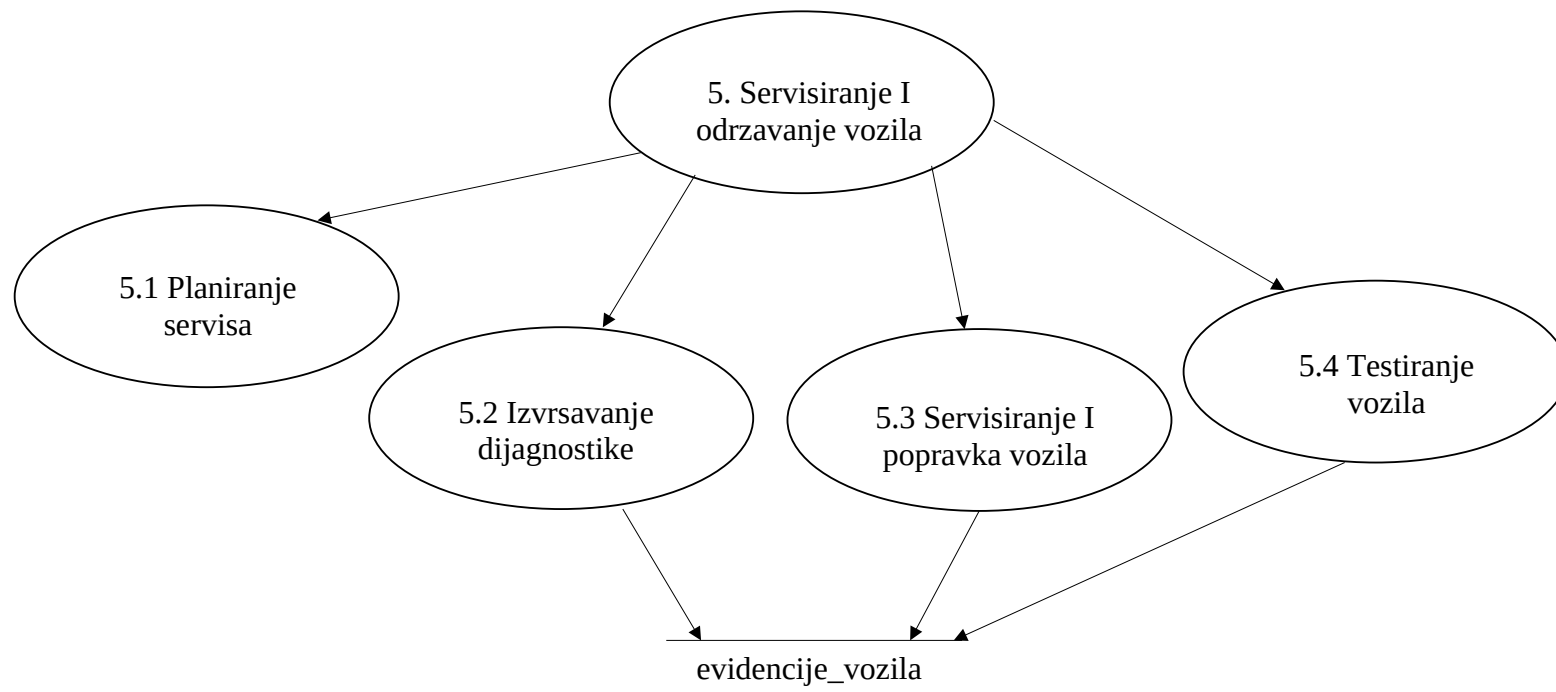 5. Servisiranje I
odrzavanje vozila
5.1 Planiranje
servisa
5.2 Izvrsavanje
dijagnostike
5.3 Servisiranje I
popravka vozila
5.4 Testiranje
vozila
evidencije_vozila